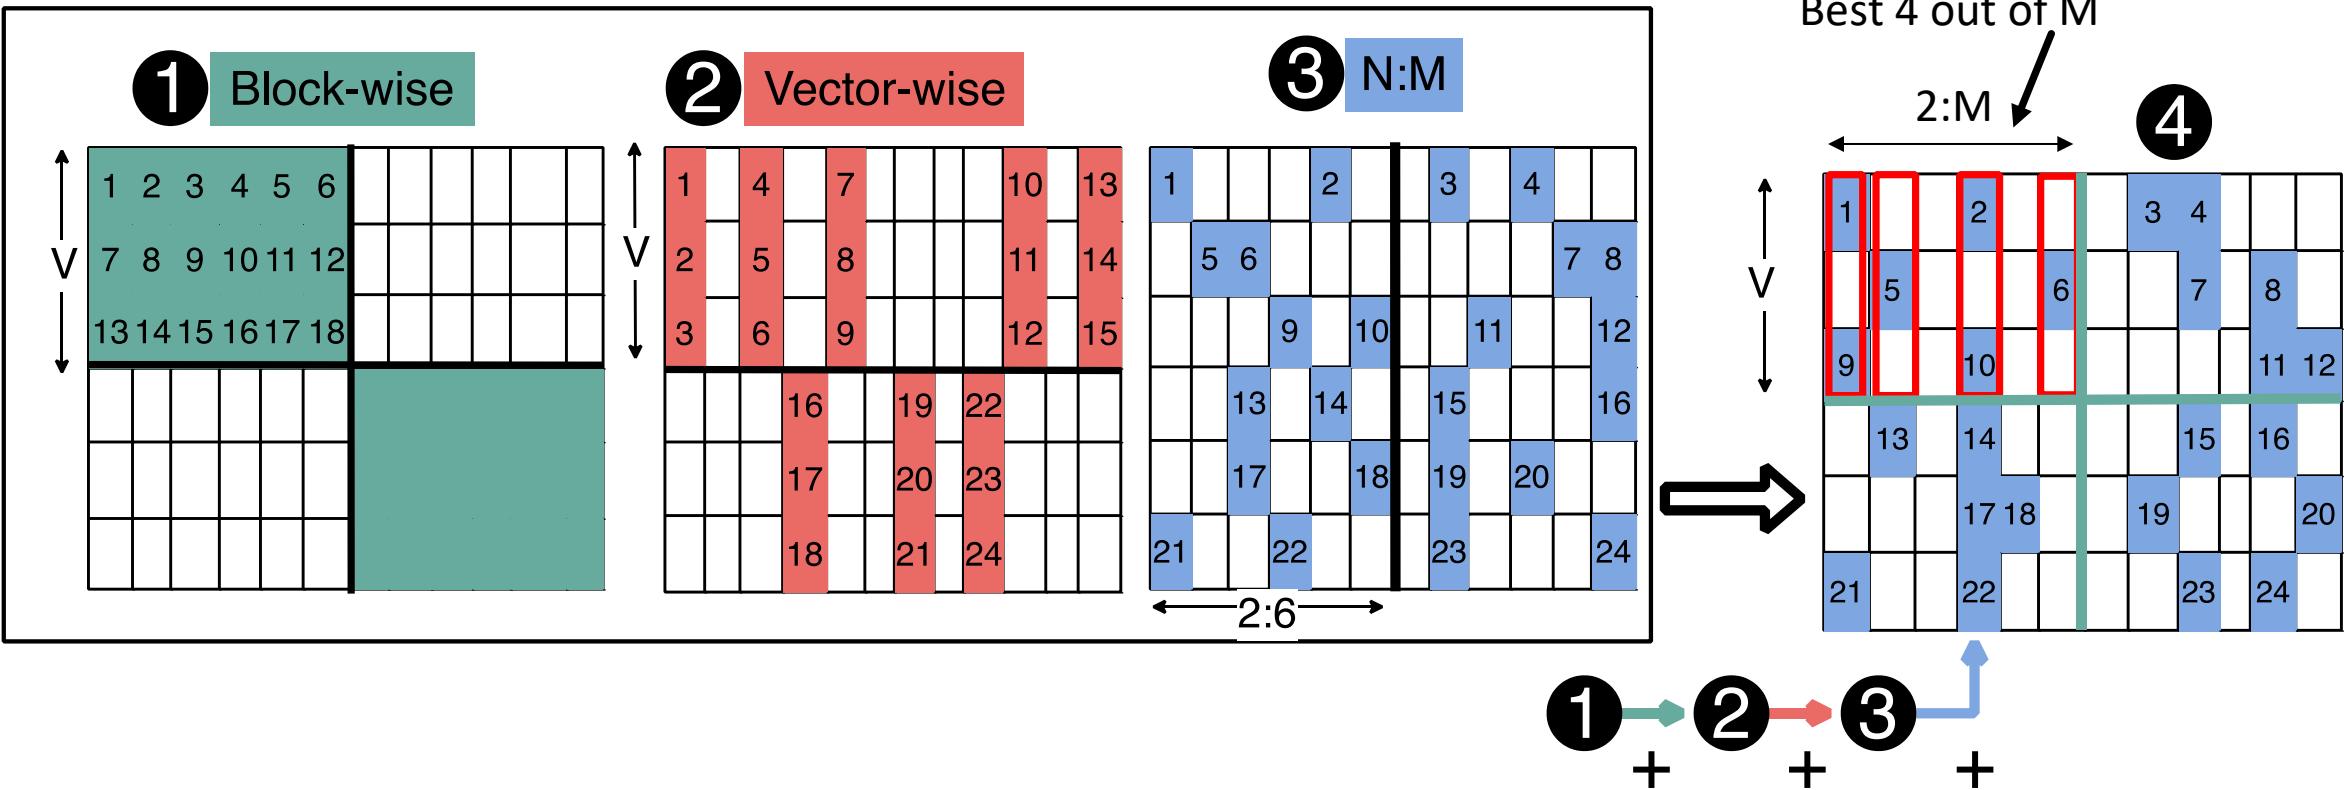 Best 4 out of M
1 Block-wise
2 Vector-wise
3 N:M
2:M
4
V
1 2 3 4 5 6
7 8 9 10 11 12
13 14 15 16 17 18
V
1 4 7 10 13
2 5 8 11 14
3 6 9 12 15
16 19 22
17 20 23
18 21 24
1 2 3 4
5 6 7 8
9 10 11 12
13 14 15 16
17 18 19 20
21 22 23 24
2:6
V
1 2 3 4
5 6 7 8
9 10 11 12
13 14 15 16
17 18 19 20
21 22 23 24
1 2 3
+ + +